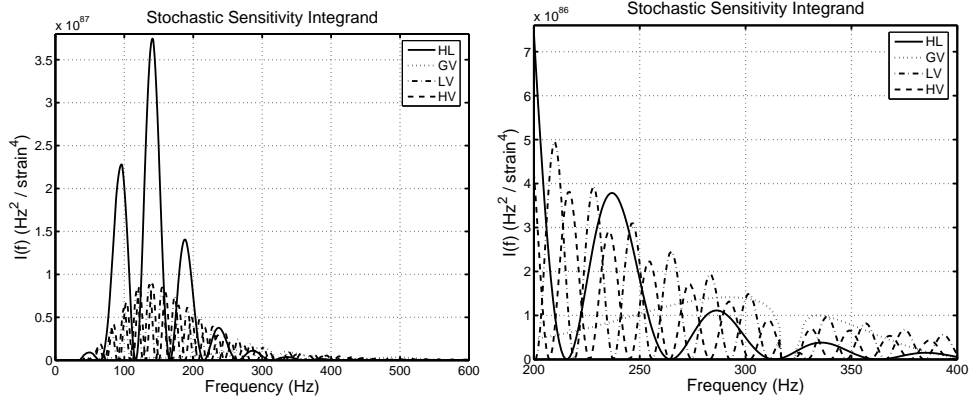 Stochastic Sensitivity Integrand
x 10^87
3.5
3
2.5
2
1.5
1
0.5
0
I(f) (Hz^2 / strain^4)
HL
GV
LV
HV
0 100 200 300 400 500 600
Frequency (Hz)
Stochastic Sensitivity Integrand
x 10^86
7
6
5
4
3
2
1
0
I(f) (Hz^2 / strain^4)
HL
GV
LV
HV
200 250 300 350 400
Frequency (Hz)